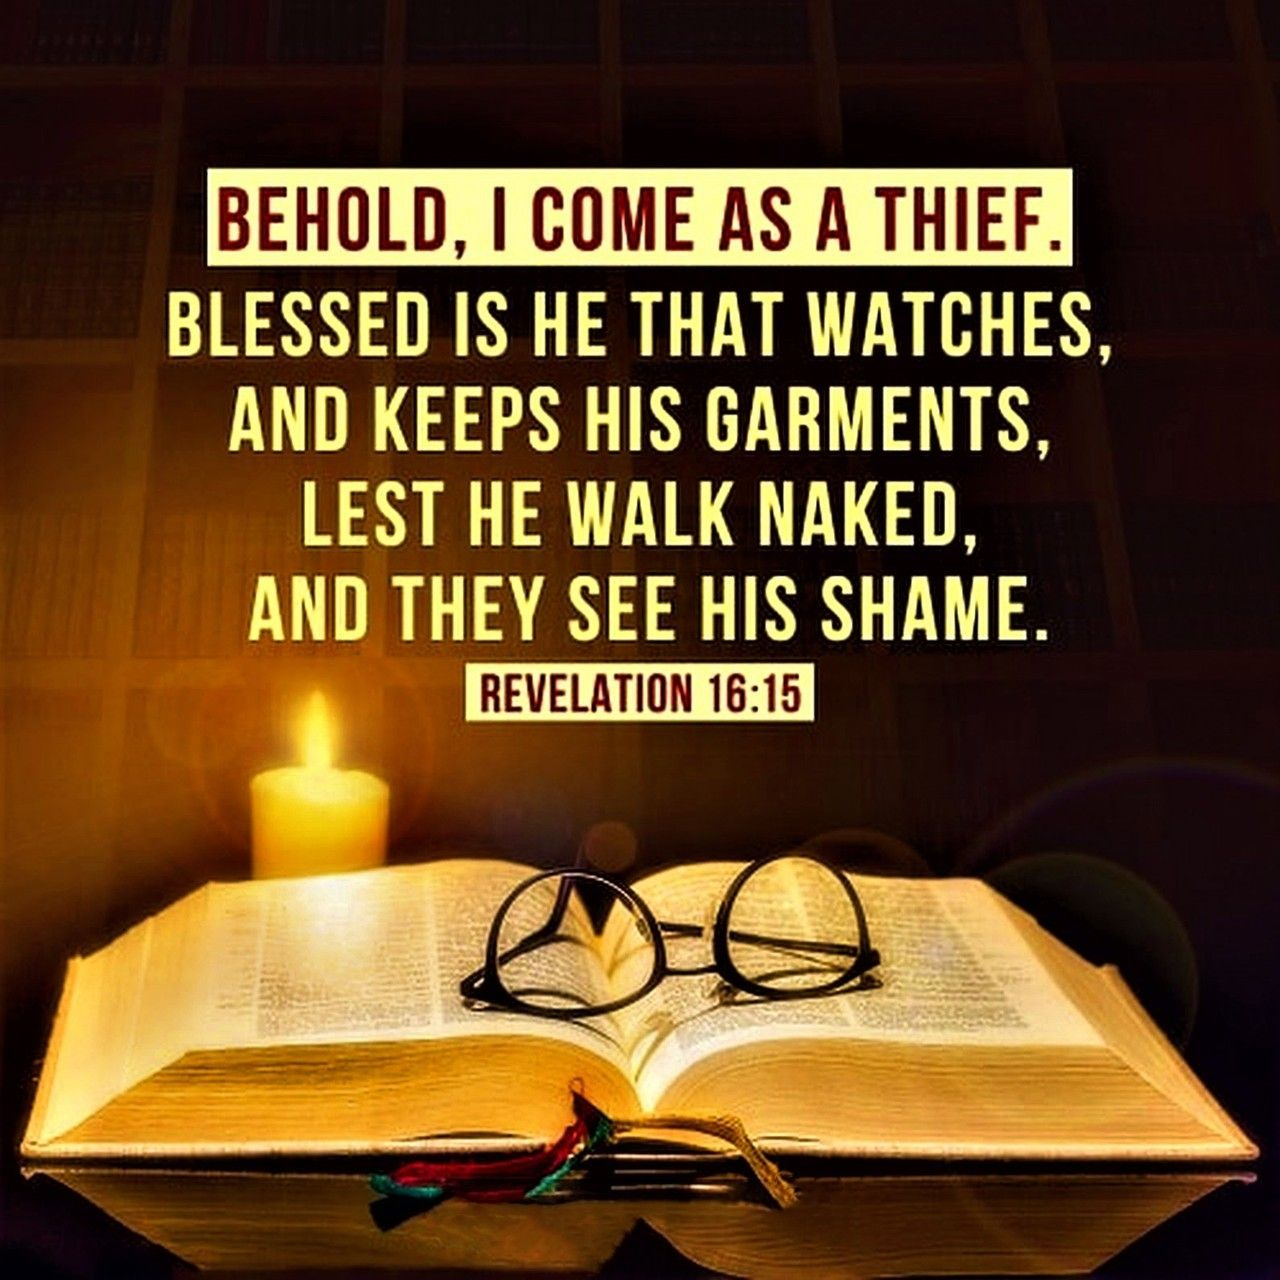 BEHOLD, I COME AS A THIEF.
BLESSED IS HE THAT WATCHES,
AND KEEPS HIS GARMENTS,
LEST HE WALK NAKED,
AND THEY SEE HIS SHAME.
REVELATION 16:15